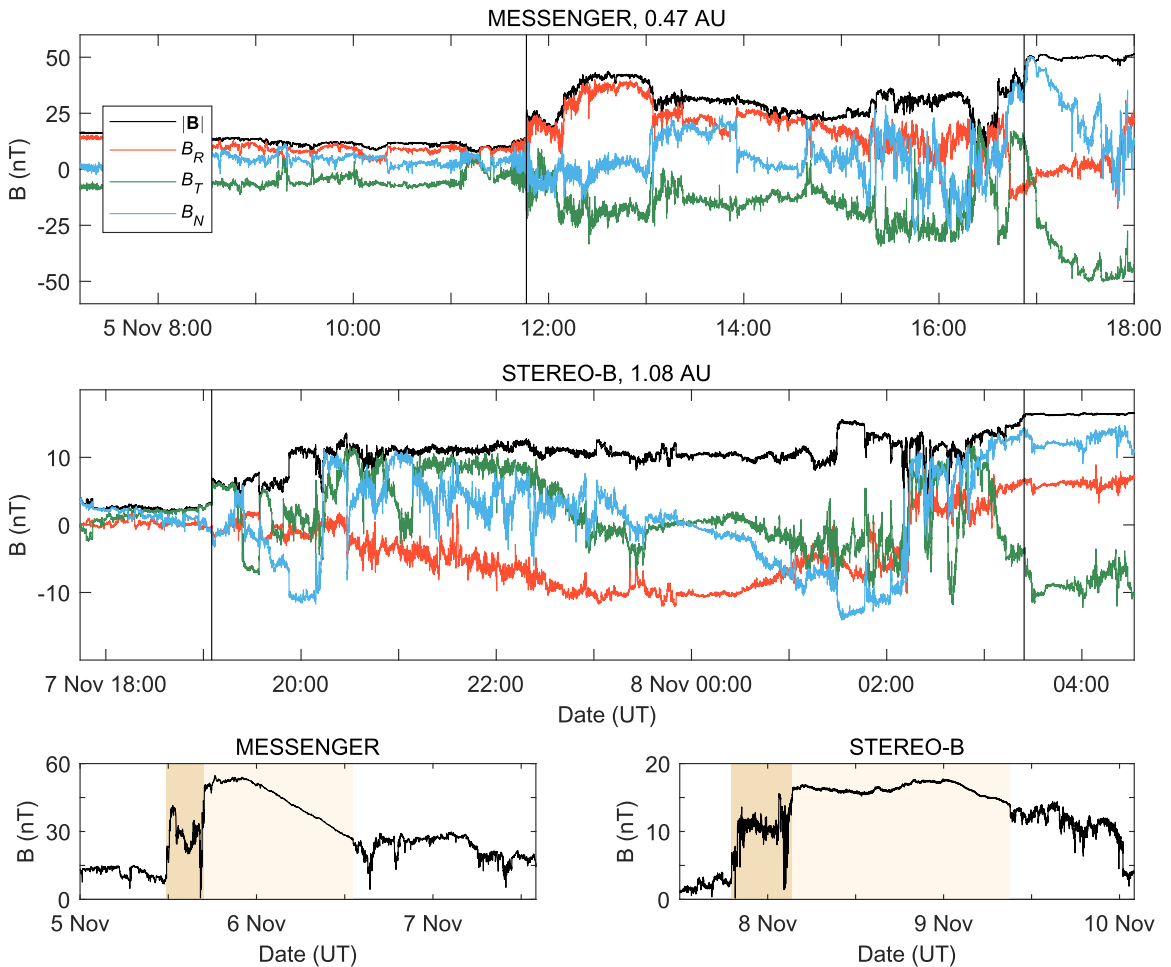 MESSENGER, 0.47 AU
50
25
0
-25
-50
B (nT)
|B|
B_R
B_T
B_N
5 Nov 8:00 10:00 12:00 14:00 16:00 18:00
STEREO-B, 1.08 AU
10
0
-10
B (nT)
7 Nov 18:00 20:00 22:00 8 Nov 00:00 02:00 04:00
Date (UT)
MESSENGER
60
30
0
B (nT)
5 Nov 6 Nov 7 Nov
Date (UT)
STEREO-B
20
10
0
B (nT)
8 Nov 9 Nov 10 Nov
Date (UT)